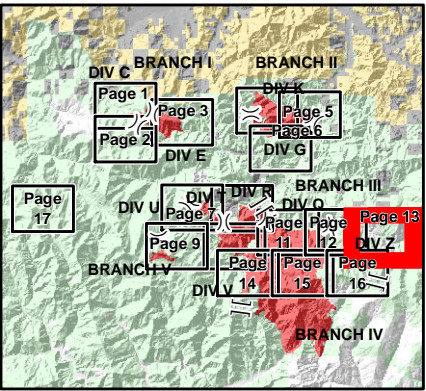 BRANCH I
BRANCH II
DIV C
DIV K
Page 1
Page 3
Page 5
Page 6
Page 2
DIV E
DIV G
BRANCH III
Page
17
DIV U
DIV R
DIV Q
Page 7
Page
11
Page
12
Page 13
DIV Z
Page 9
BRANCH V
Page
14
Page
15
Page
16
DIV V
BRANCH IV